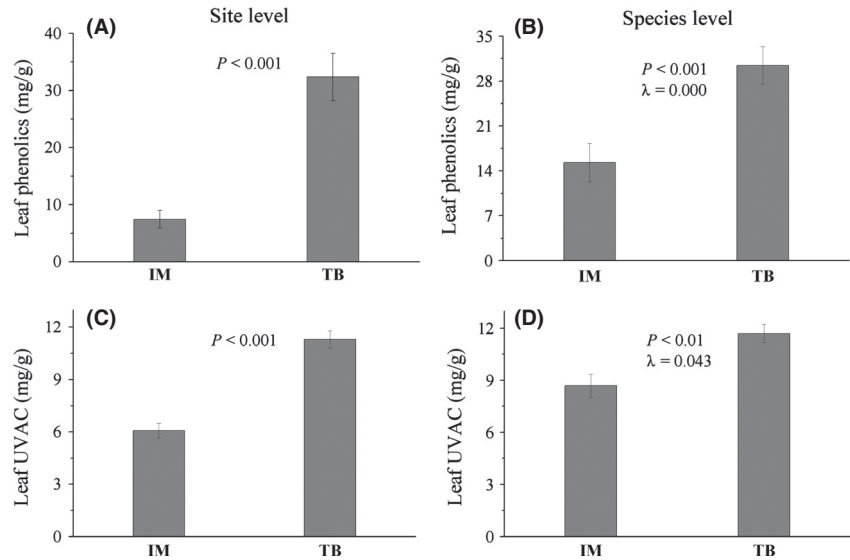 Site level
(A)
P < 0.001
Leaf phenolics (mg/g)
40
30
20
10
0
IM
TB
Species level
(B)
P < 0.001
λ = 0.000
Leaf phenolics (mg/g)
35
28
21
14
7
0
IM
TB
(C)
P < 0.001
Leaf UVAC (mg/g)
12
9
6
3
0
IM
TB
(D)
P < 0.01
λ = 0.043
Leaf UVAC (mg/g)
12
9
6
3
0
IM
TB